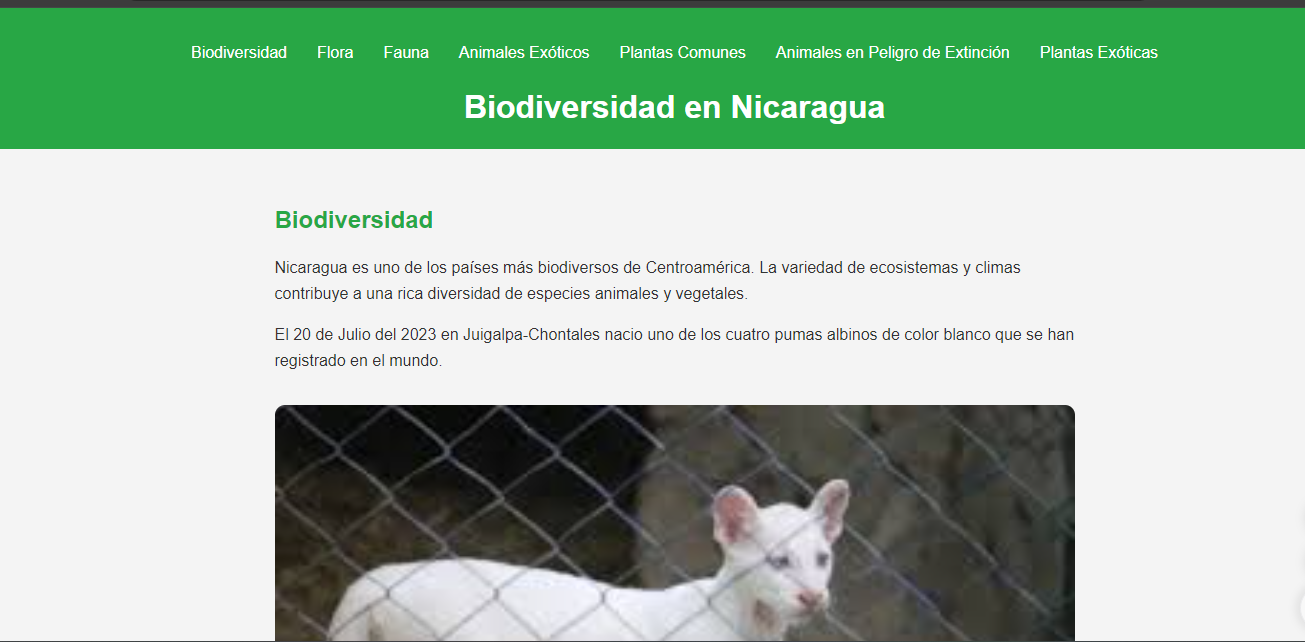 Biodiversidad Flora Fauna Animales Exóticos Plantas Comunes Animales en Peligro de Extinción Plantas Exóticas
Biodiversidad en Nicaragua
Biodiversidad
Nicaragua es uno de los países más biodiversos de Centroamérica. La variedad de ecosistemas y climas
contribuye a una rica diversidad de especies animales y vegetales.
El 20 de Julio del 2023 en Juigalpa-Chontales nacio uno de los cuatro pumas albinos de color blanco que se han
registrado en el mundo.